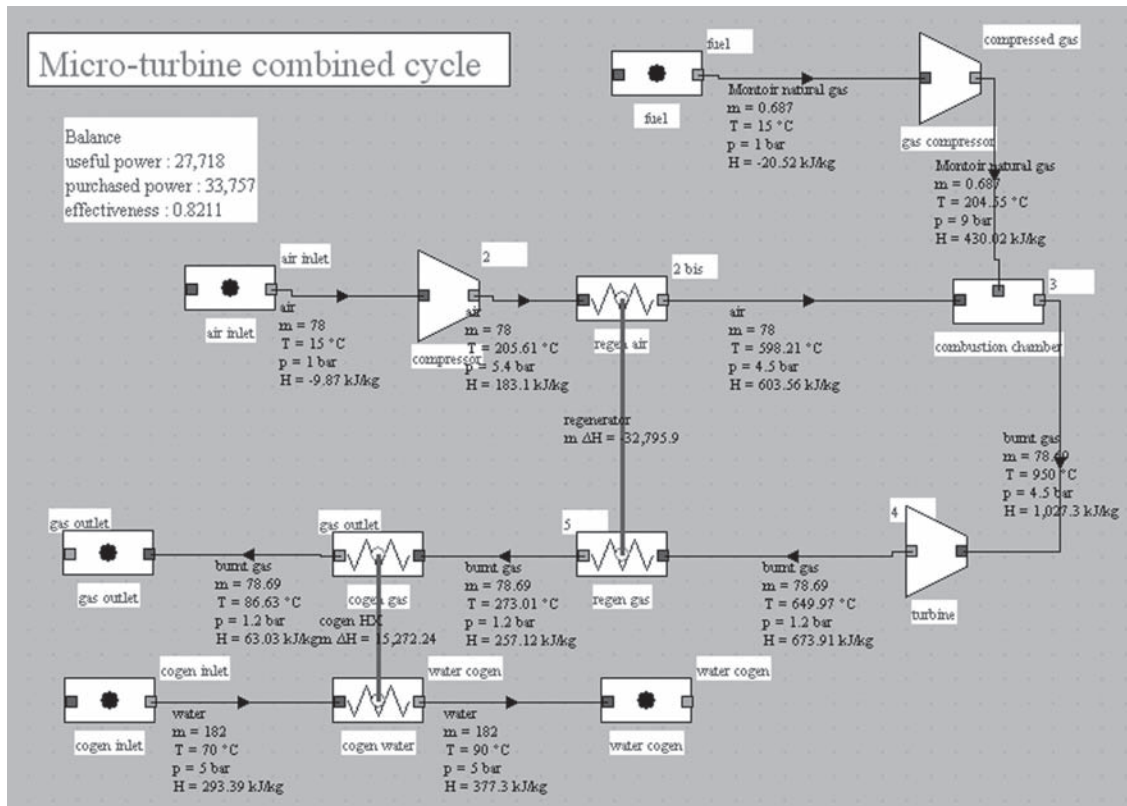 Micro-turbine combined cycle
Balance
useful power : 27,718
purchased power : 33,757
effectiveness : 0.8211
fuel
fuel
Montoir natural gas
m = 0.687
T = 15 °C
p = 1 bar
H = -20.52 kJ/kg
compressed gas
gas compressor
Montoir natural gas
m = 0.687
T = 204.55 °C
p = 9 bar
H = 430.02 kJ/kg
air inlet
air inlet
air
m = 78
T = 15 °C
p = 1 bar
H = -9.87 kJ/kg
2
compressor
air
m = 78
T = 205.61 °C
p = 5.4 bar
H = 183.1 kJ/kg
2 bis
regen air
air
m = 78
T = 598.21 °C
p = 4.5 bar
H = 603.56 kJ/kg
3
combustion chamber
regenerator
m ΔH = -32,795.9
burnt gas
m = 78.69
T = 950 °C
p = 4.5 bar
H = 1,027.3 kJ/kg
gas outlet
gas outlet
burnt gas
m = 78.69
T = 86.63 °C
p = 1.2 bar
H = 63.03 kJ/kg
gas outlet
cogen gas
cogen HX
m ΔH = 15,272.24
burnt gas
m = 78.69
T = 273.01 °C
p = 1.2 bar
H = 257.12 kJ/kg
5
regen gas
burnt gas
m = 78.69
T = 649.97 °C
p = 1.2 bar
H = 673.91 kJ/kg
4
turbine
cogen inlet
cogen inlet
water
m = 182
T = 70 °C
p = 5 bar
H = 293.39 kJ/kg
water cogen
cogen water
water
m = 182
T = 90 °C
p = 5 bar
H = 377.3 kJ/kg
water cogen
water cogen